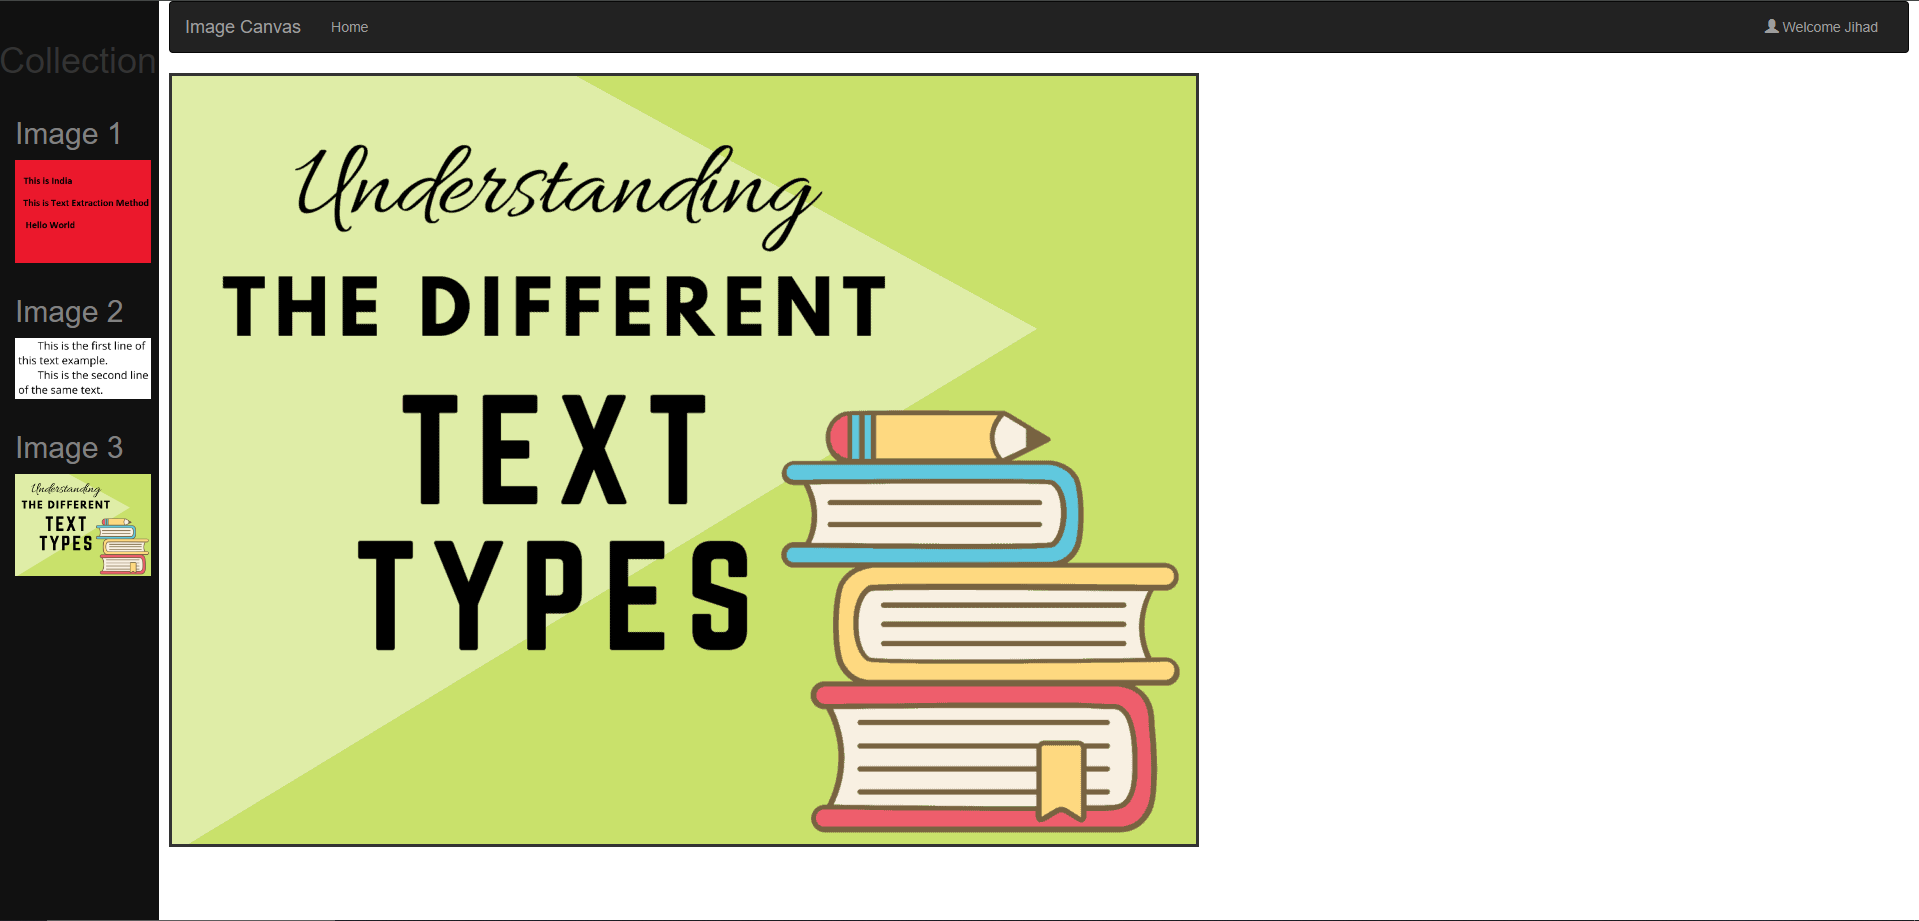 Image Canvas Home Welcome Jihad
Collection
Image 1
This is India
This is Text Extraction Method
Hello World
Image 2
This is the first line of
this text example.
This is the second line
of the same text.
Image 3
Understanding
THE DIFFERENT
TEXT
TYPES
Understanding
THE DIFFERENT
TEXT
TYPES